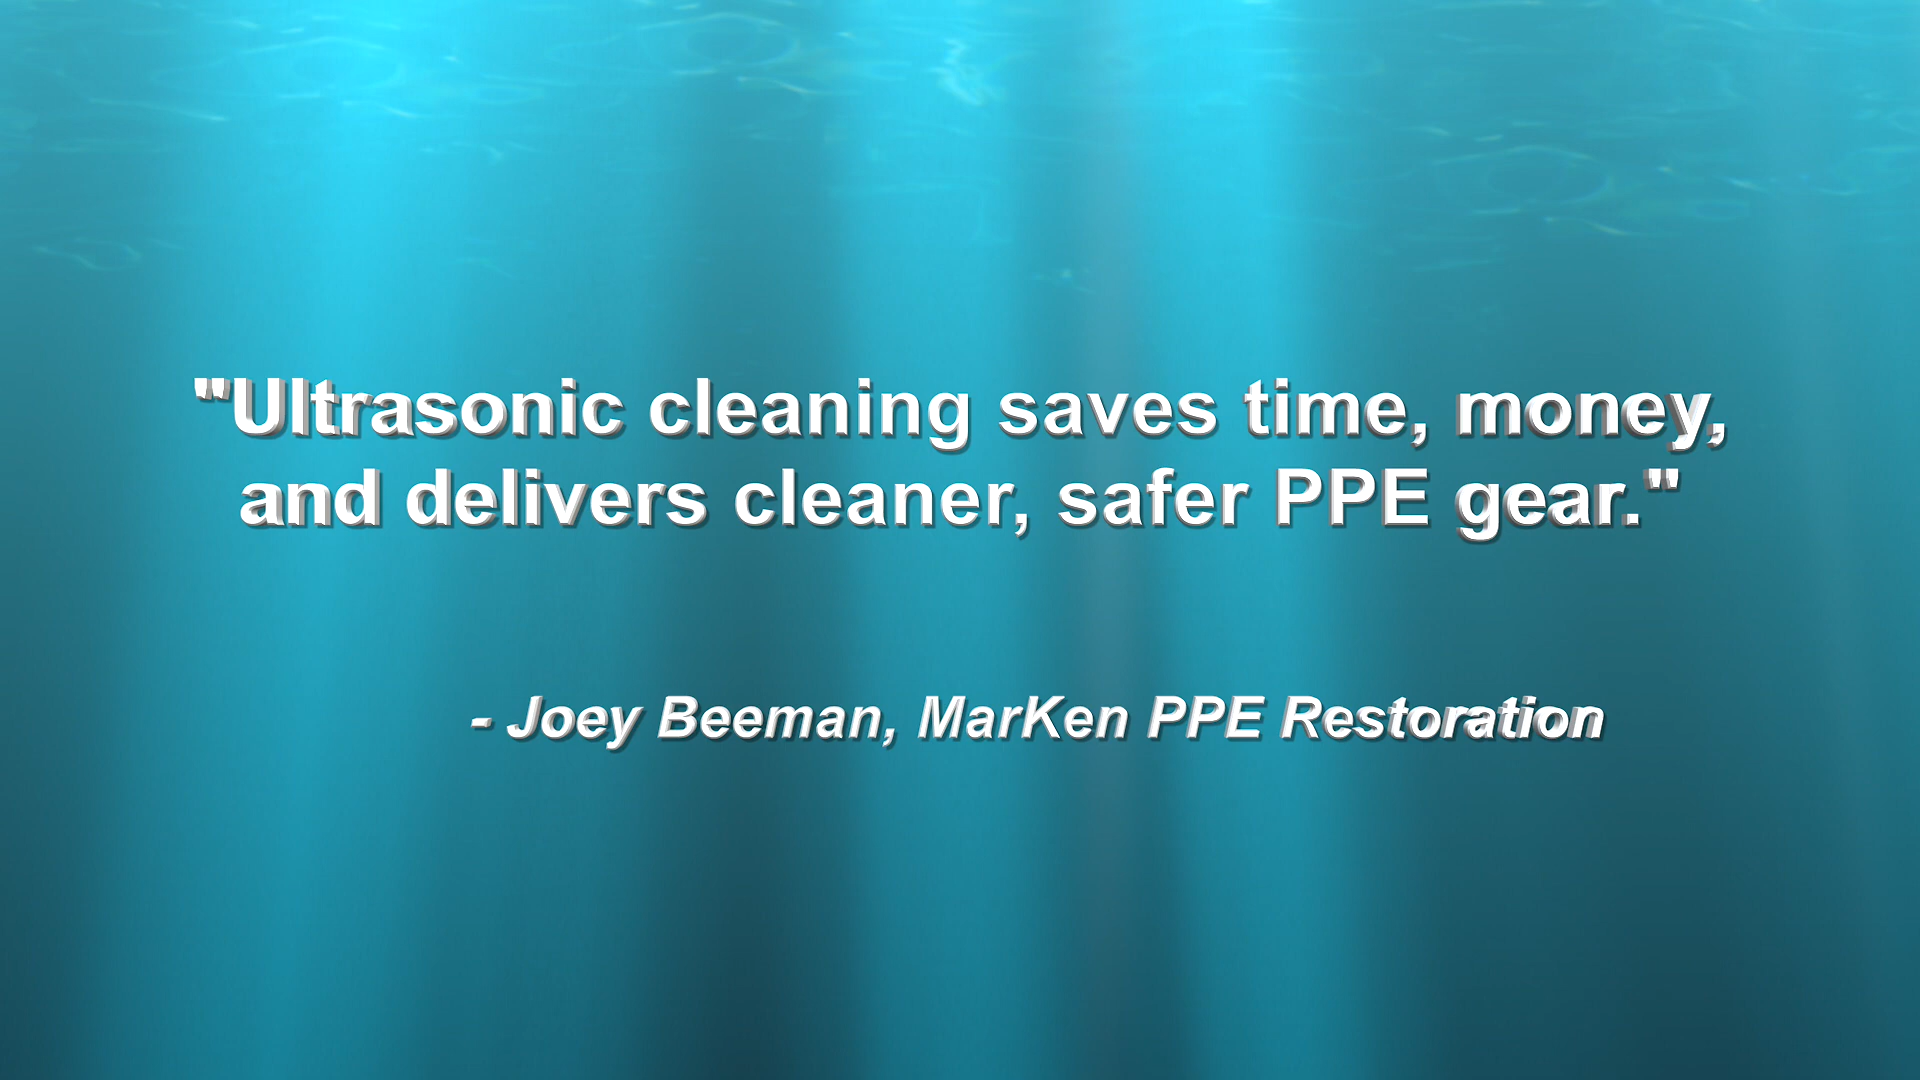 "Ultrasonic cleaning saves time, money,
and delivers cleaner, safer PPE gear."
- Joey Beeman, MarKen PPE Restoration